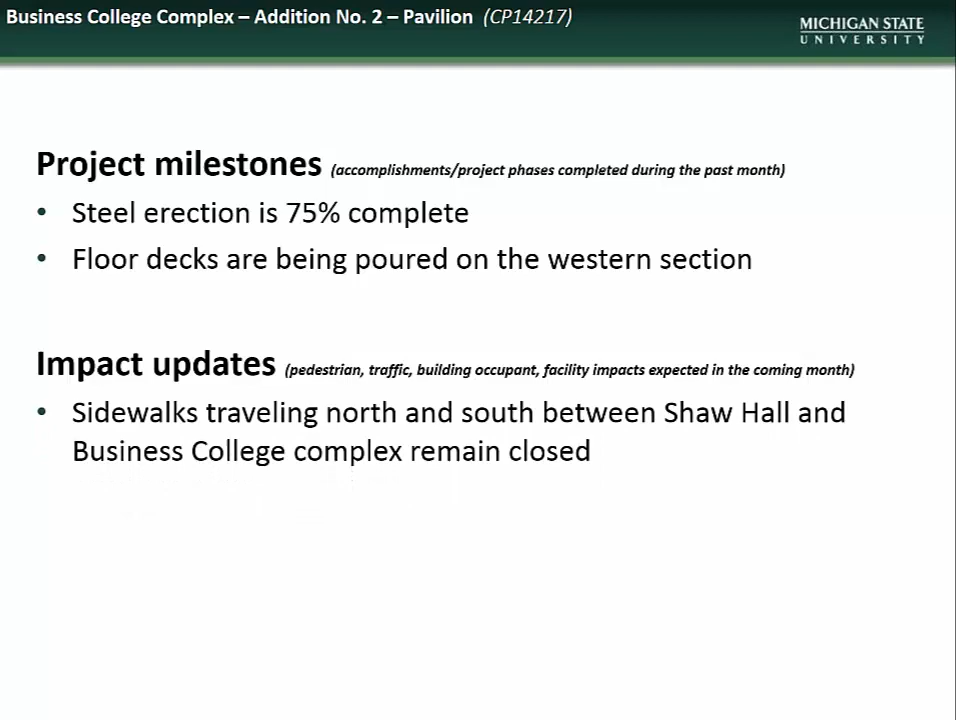 Business College Complex – Addition No. 2 – Pavilion (CP14217)
MICHIGAN STATE
UNIVERSITY
Project milestones (accomplishments/project phases completed during the past month)
• Steel erection is 75% complete
• Floor decks are being poured on the western section
Impact updates (pedestrian, traffic, building occupant, facility impacts expected in the coming month)
• Sidewalks traveling north and south between Shaw Hall and
Business College complex remain closed